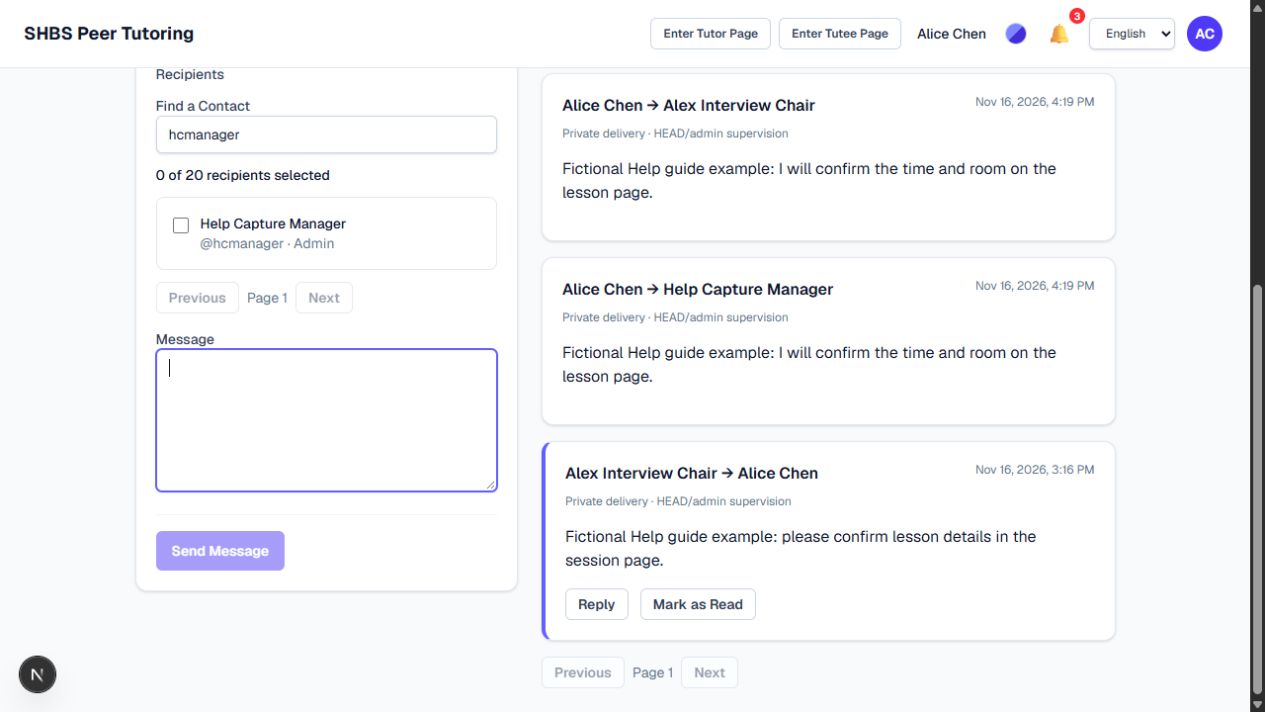 SHBS Peer Tutoring
Enter Tutor Page
Enter Tutee Page
Alice Chen
3
English
AC
Recipients
Find a Contact
hcmanager
0 of 20 recipients selected
Help Capture Manager
@hcmanager · Admin
Previous
Page 1
Next
Message
Send Message
Alice Chen → Alex Interview Chair
Nov 16, 2026, 4:19 PM
Private delivery · HEAD/admin supervision
Fictional Help guide example: I will confirm the time and room on the
lesson page.
Alice Chen → Help Capture Manager
Nov 16, 2026, 4:19 PM
Private delivery · HEAD/admin supervision
Fictional Help guide example: I will confirm the time and room on the
lesson page.
Alex Interview Chair → Alice Chen
Nov 16, 2026, 3:16 PM
Private delivery · HEAD/admin supervision
Fictional Help guide example: please confirm lesson details in the
session page.
Reply
Mark as Read
Previous
Page 1
Next
N